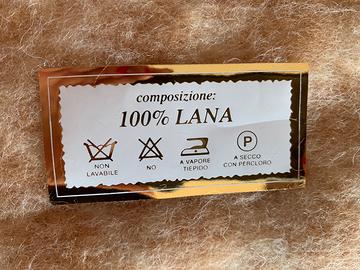 composizione:
100% LANA
P
NON
LAVABILE
NO
A VAPORE
TIEPIDO
A SECCO
CON PERCLORO